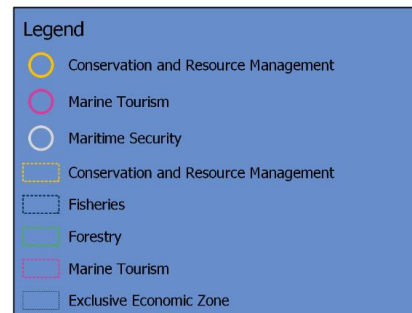 Legend
Conservation and Resource Management
Marine Tourism
Maritime Security
Conservation and Resource Management
Fisheries
Forestry
Marine Tourism
Exclusive Economic Zone